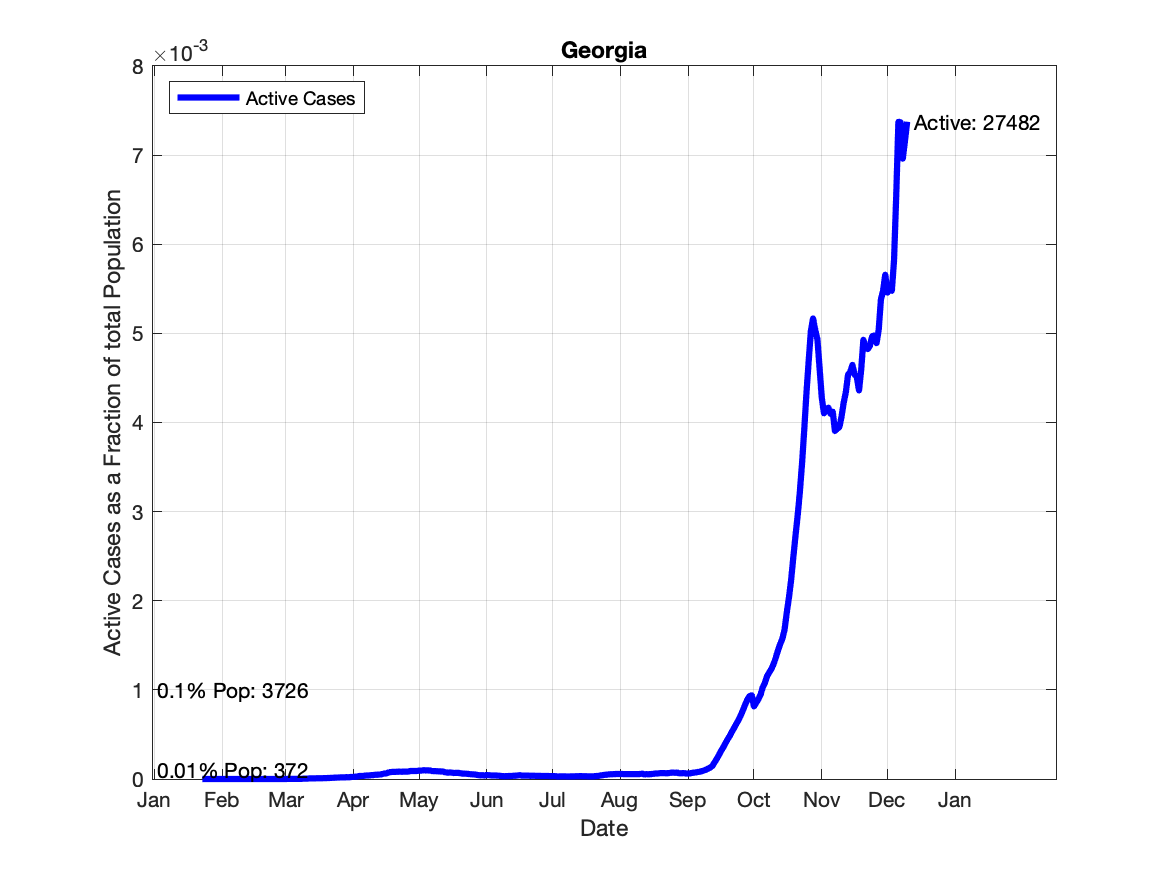 Georgia
×10-3
8
Active Cases
Active: 27482
7
6
5
4
3
2
1
0.1% Pop: 3726
0.01% Pop: 372
0
Jan Feb Mar Apr May Jun Jul Aug Sep Oct Nov Dec Jan
Date
Active Cases as a Fraction of total Population